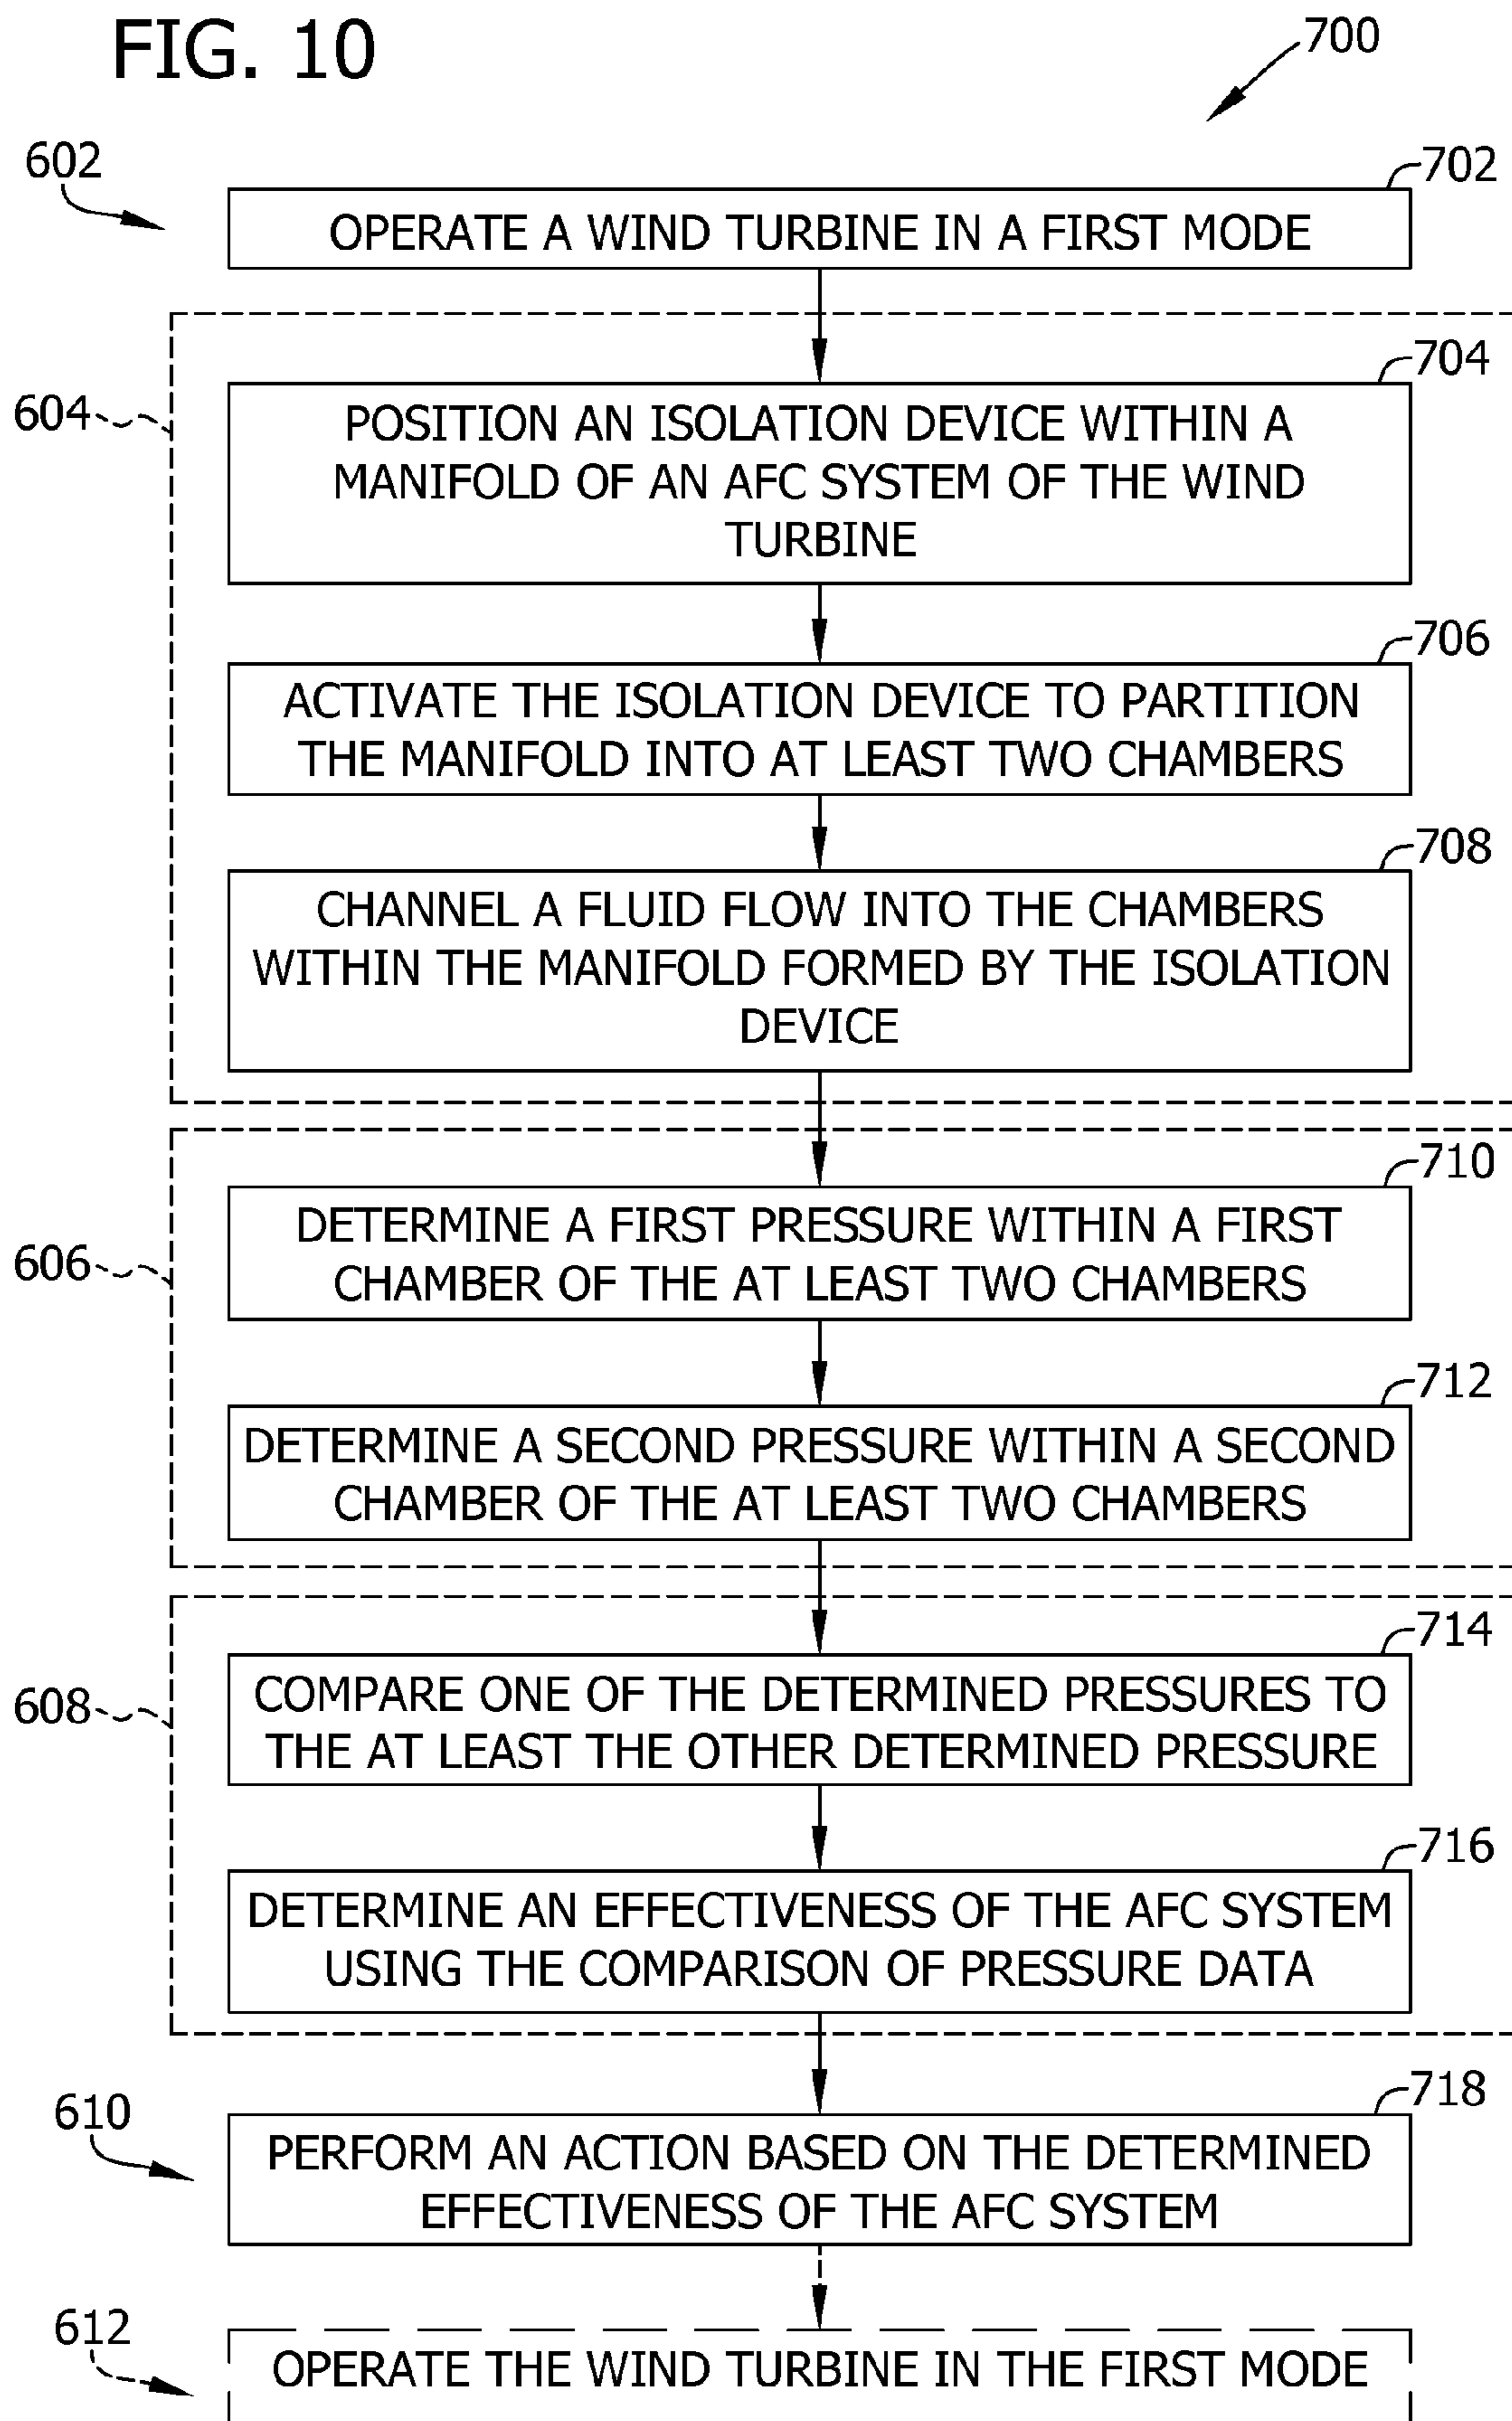 FIG. 10
700
602
702
OPERATE A WIND TURBINE IN A FIRST MODE
704
604
POSITION AN ISOLATION DEVICE WITHIN A
MANIFOLD OF AN AFC SYSTEM OF THE WIND
TURBINE
706
ACTIVATE THE ISOLATION DEVICE TO PARTITION
THE MANIFOLD INTO AT LEAST TWO CHAMBERS
708
CHANNEL A FLUID FLOW INTO THE CHAMBERS
WITHIN THE MANIFOLD FORMED BY THE ISOLATION
DEVICE
710
606
DETERMINE A FIRST PRESSURE WITHIN A FIRST
CHAMBER OF THE AT LEAST TWO CHAMBERS
712
DETERMINE A SECOND PRESSURE WITHIN A SECOND
CHAMBER OF THE AT LEAST TWO CHAMBERS
714
608
COMPARE ONE OF THE DETERMINED PRESSURES TO
THE AT LEAST THE OTHER DETERMINED PRESSURE
716
DETERMINE AN EFFECTIVENESS OF THE AFC SYSTEM
USING THE COMPARISON OF PRESSURE DATA
718
610
PERFORM AN ACTION BASED ON THE DETERMINED
EFFECTIVENESS OF THE AFC SYSTEM
612
OPERATE THE WIND TURBINE IN THE FIRST MODE